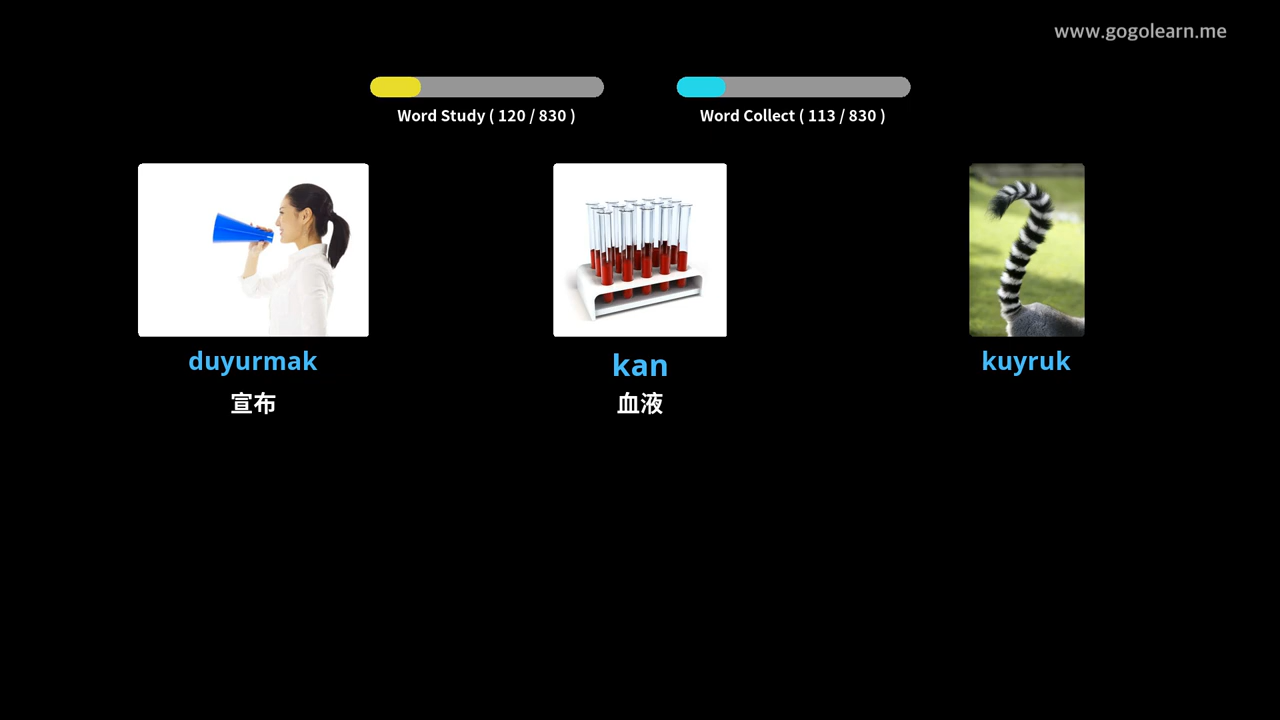 www.gogolearn.me
Word Study ( 120 / 830 )
Word Collect ( 113 / 830 )
duyurmak
宣布
kan
血液
kuyruk